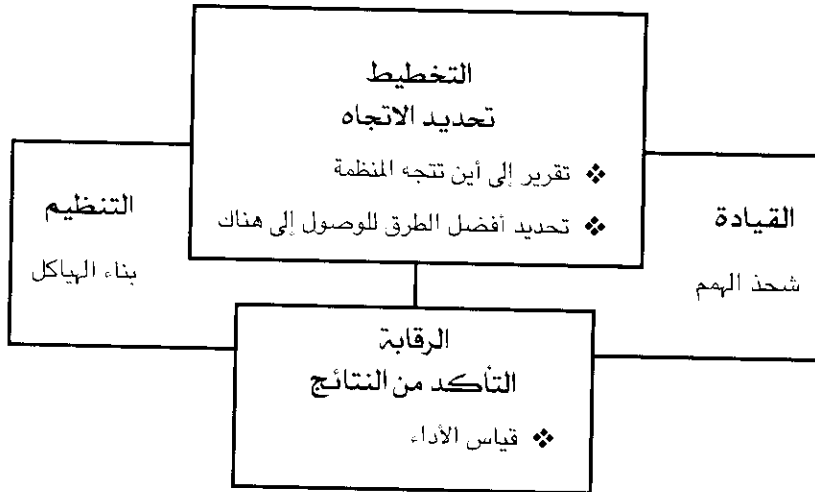 التخطيط
تحديد الاتجاه
❖ تقرير إلى أين تتجه المنظمة
❖ تحديد أفضل الطرق للوصول إلى هناك
القيادة
شحذ الهمم
التنظيم
بناء الهياكل
الرقابة
التأكد من النتائج
❖ قياس الأداء